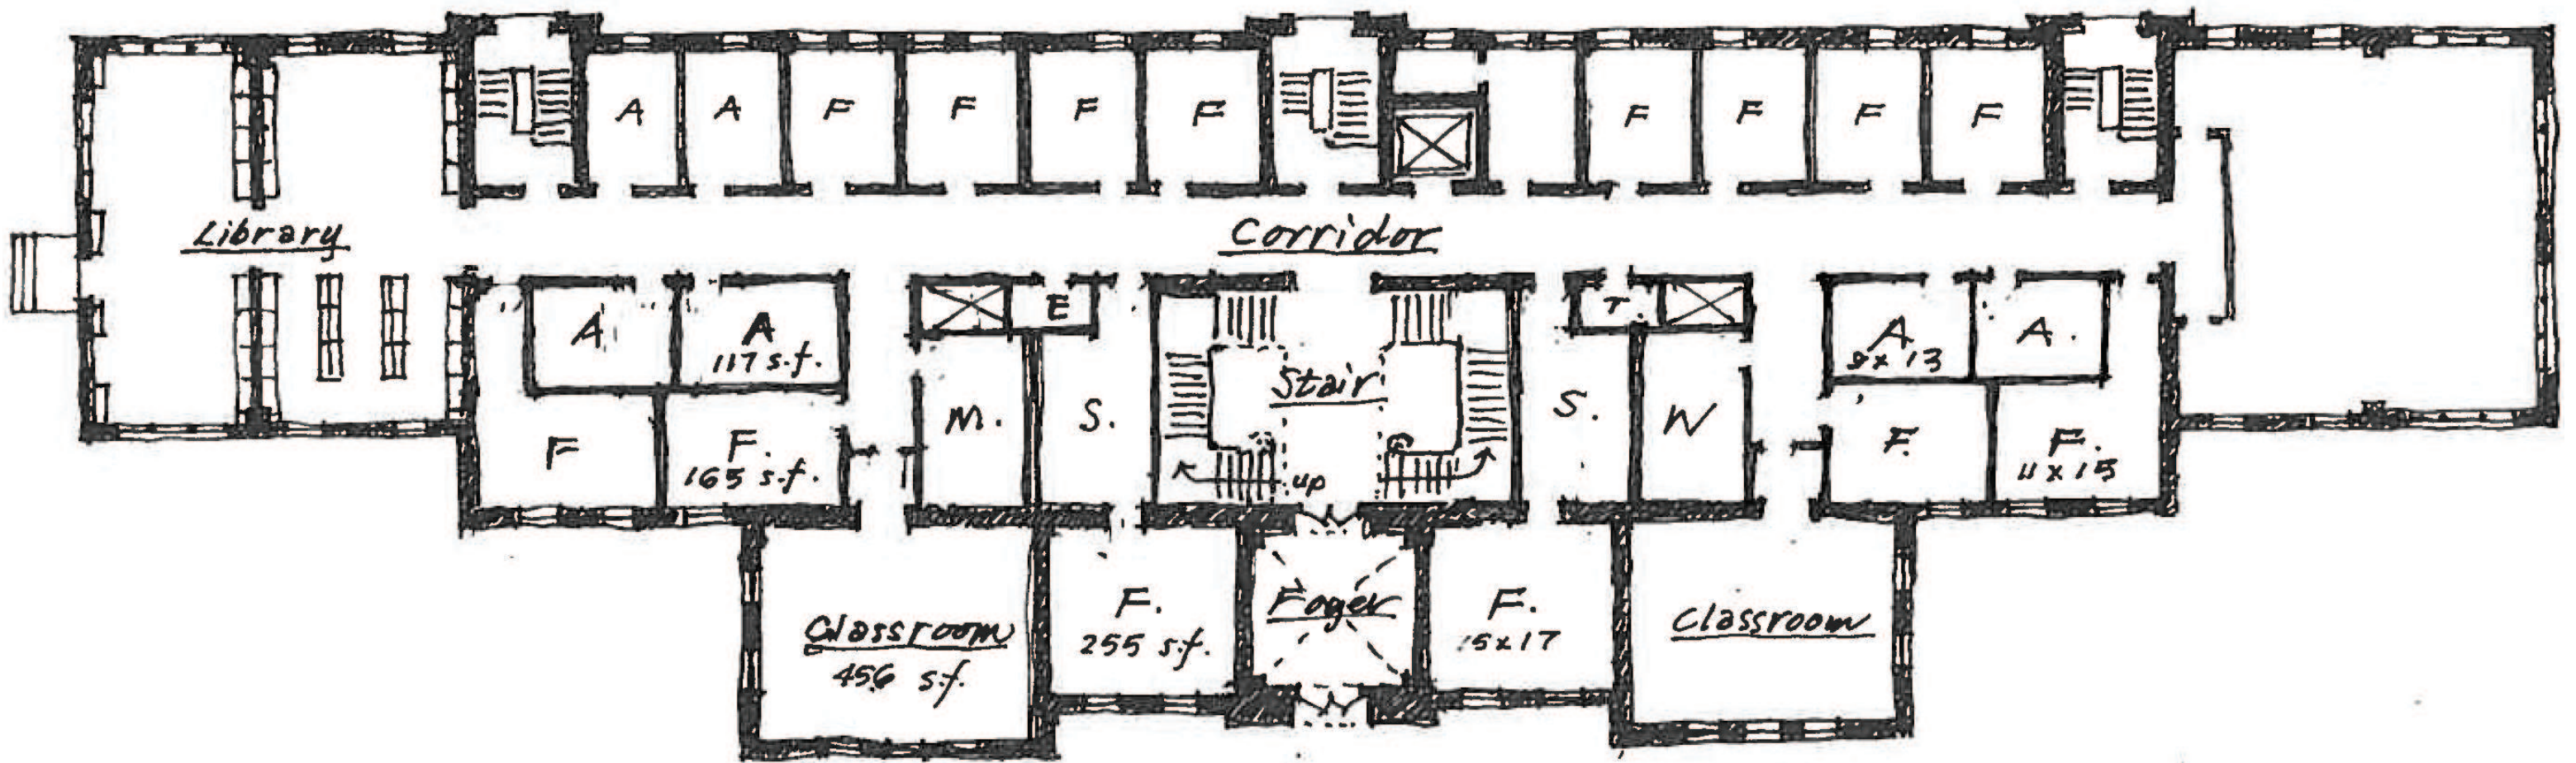 A
A
F
F
F
F
F
F
F
F
Library
Corridor
A
A
117 s.f.
E
T.
A
9x13
A.
F
F.
165 s.f.
M.
S.
Stair
up
S.
W
F.
F.
11x15
Classroom
456 s.f.
F.
255 s.f.
Foyer
F.
15x17
Classroom